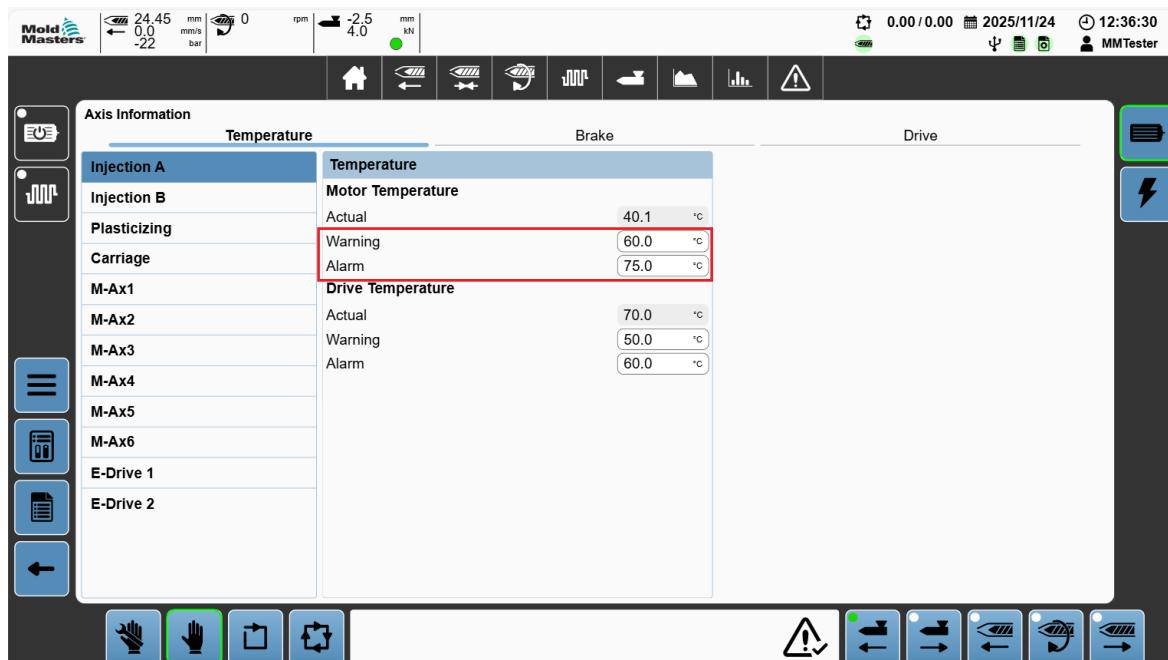 Mold Masters
24.45 mm 0 rpm -2.5 mm 0.00 / 0.00 2025/11/24 12:36:30
0.0 mm/s 4.0 kN
-22 bar MMTester
Axis Information
Temperature Brake Drive
Injection A
Injection B
Plasticizing
Carriage
M-Ax1
M-Ax2
M-Ax3
M-Ax4
M-Ax5
M-Ax6
E-Drive 1
E-Drive 2
Temperature
Motor Temperature
Actual 40.1 °C
Warning 60.0 °C
Alarm 75.0 °C
Drive Temperature
Actual 70.0 °C
Warning 50.0 °C
Alarm 60.0 °C